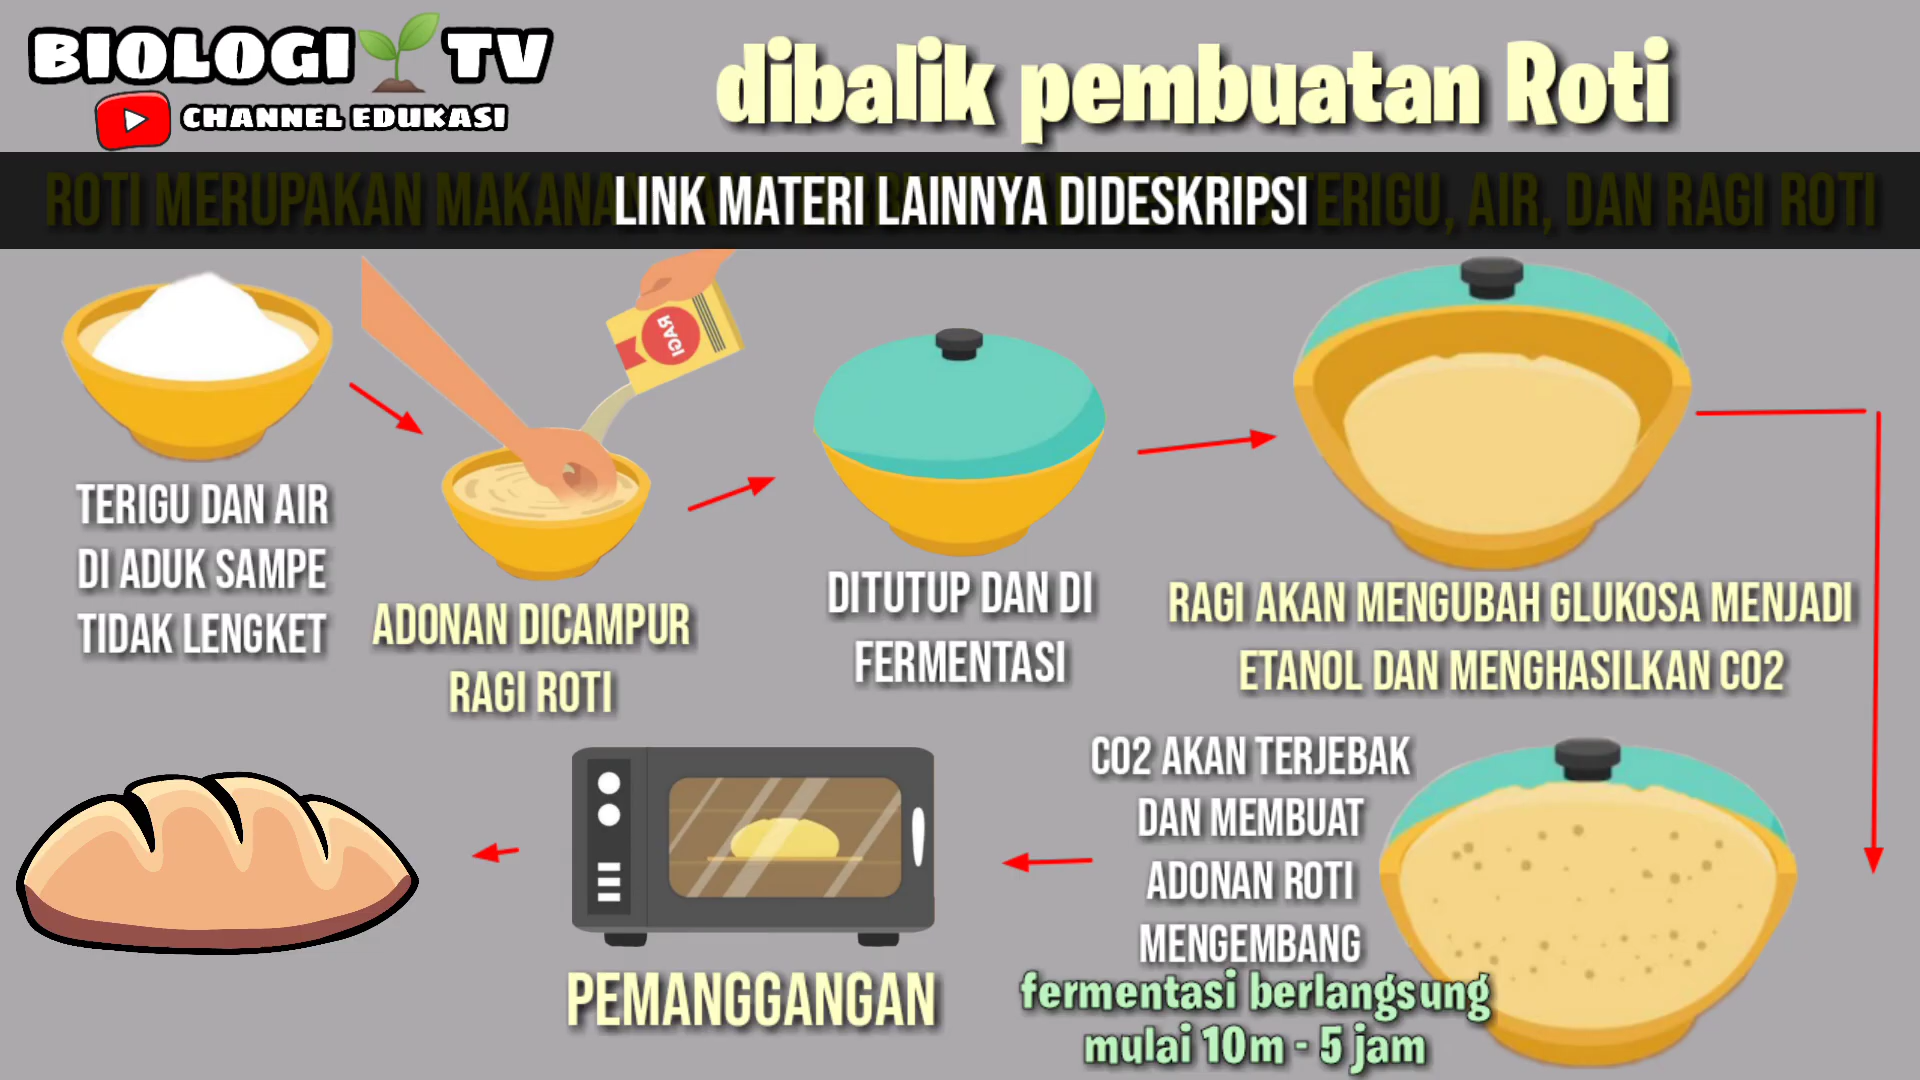 BIOLOGI TV
CHANNEL EDUKASI
dibalik pembuatan Roti
ROTI MERUPAKAN MAKANA TERIGU, AIR, DAN RAGI ROTI
LINK MATERI LAINNYA DIDESKRIPSI
RAGI
TERIGU DAN AIR
DI ADUK SAMPE
TIDAK LENGKET
ADONAN DICAMPUR
RAGI ROTI
DITUTUP DAN DI
FERMENTASI
RAGI AKAN MENGUBAH GLUKOSA MENJADI
ETANOL DAN MENGHASILKAN CO2
CO2 AKAN TERJEBAK
DAN MEMBUAT
ADONAN ROTI
MENGEMBANG
fermentasi berlangsung
mulai 10m - 5 jam
PEMANGGANGAN